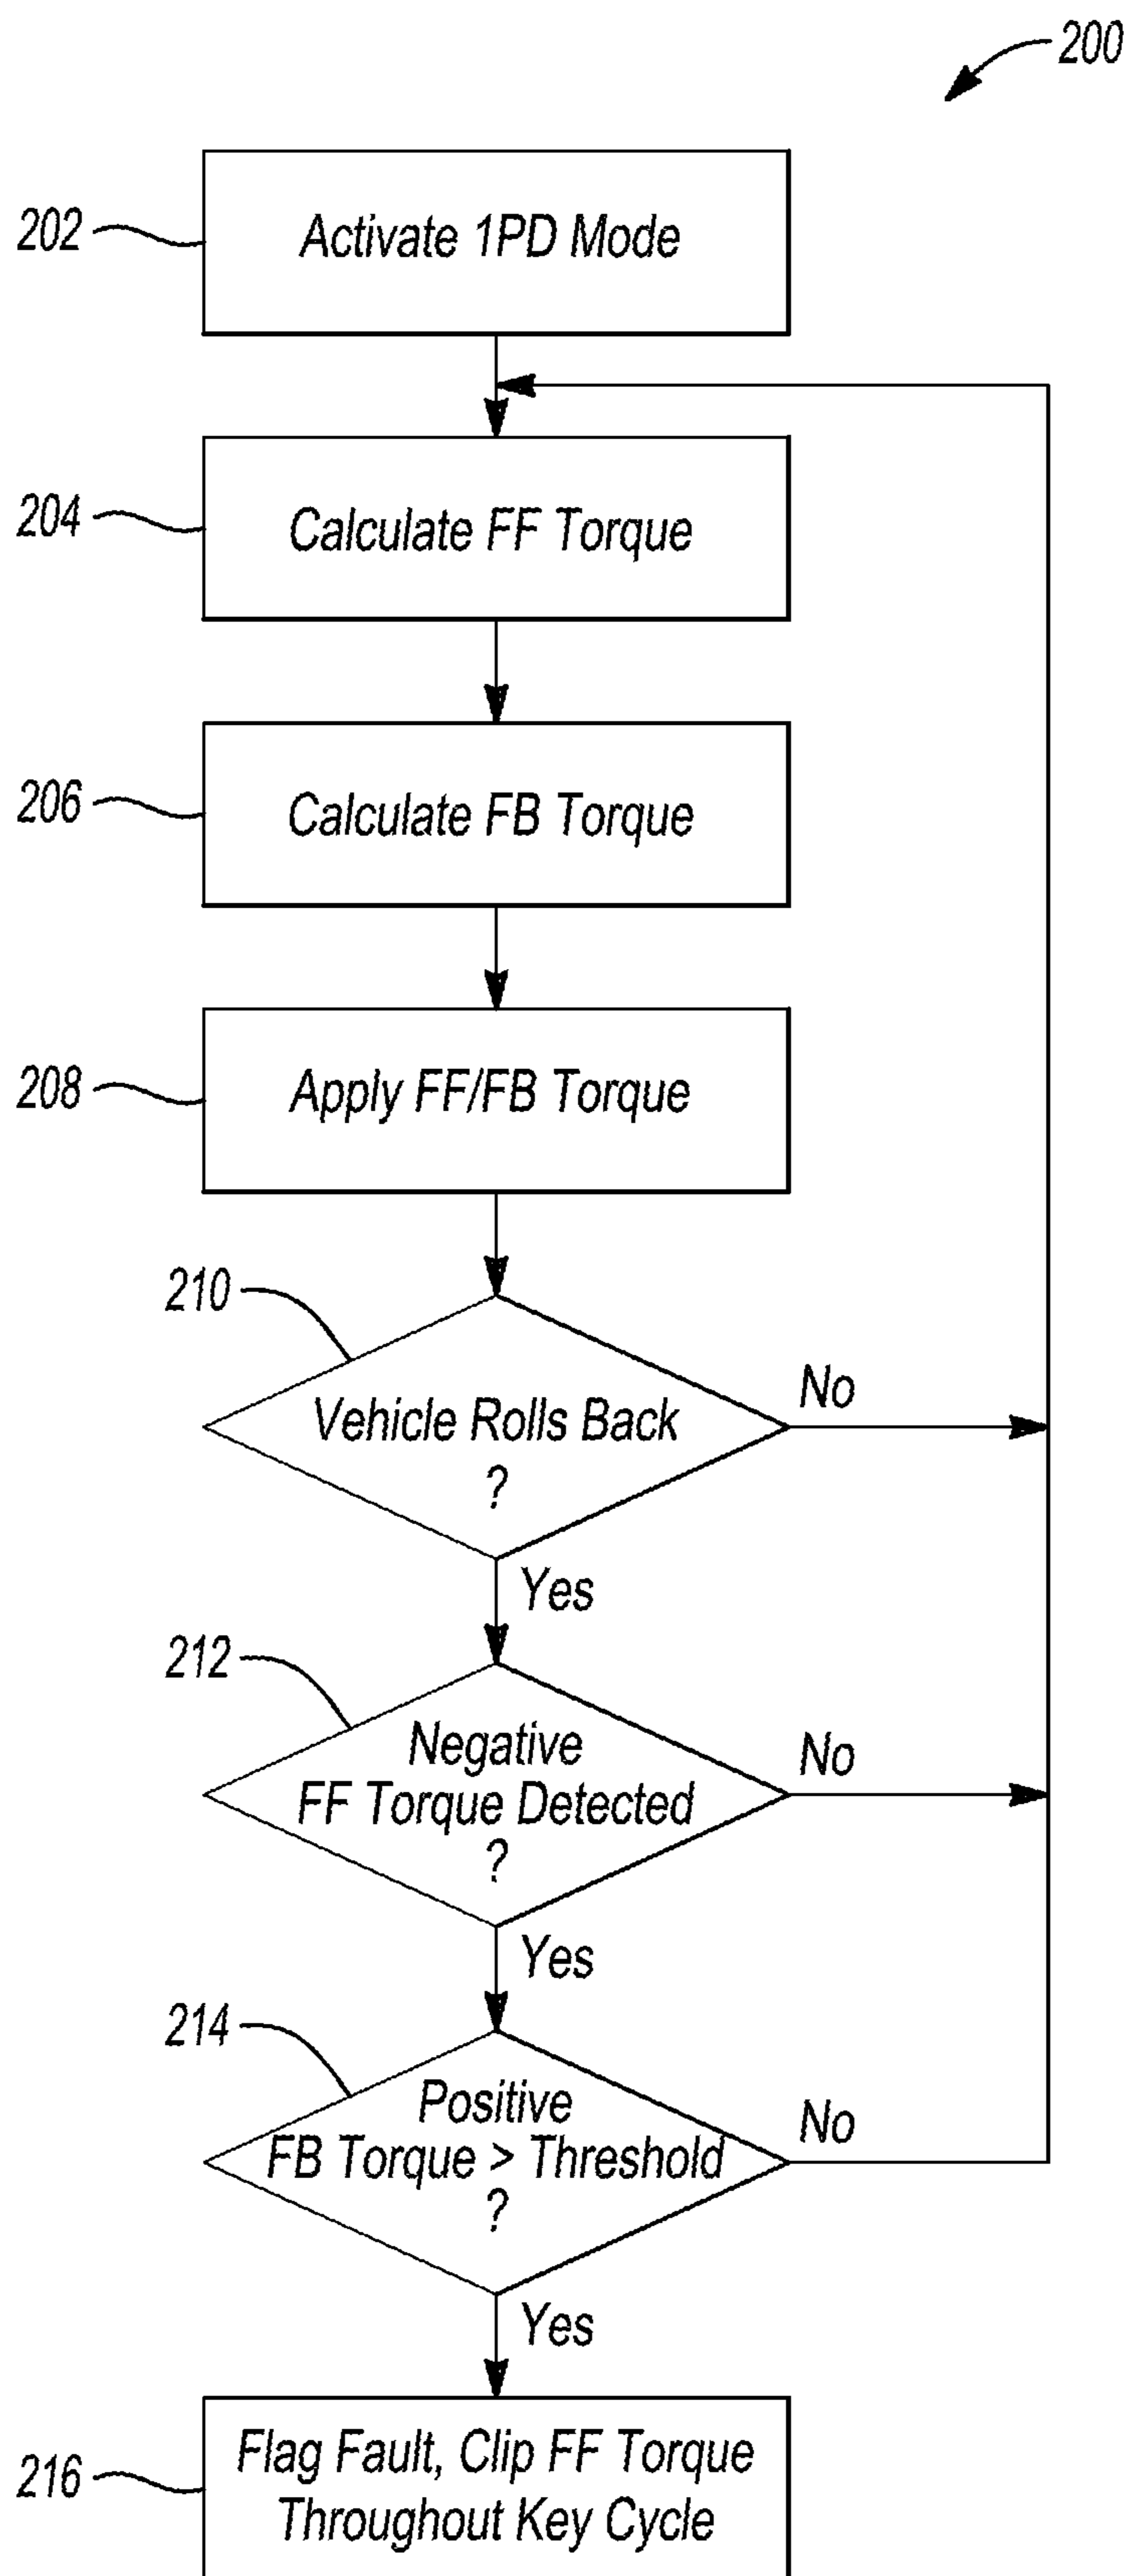 200
202
Activate 1PD Mode
204
Calculate FF Torque
206
Calculate FB Torque
208
Apply FF/FB Torque
210
Vehicle Rolls Back
?
No
Yes
212
Negative
FF Torque Detected
?
No
Yes
214
Positive
FB Torque > Threshold
?
No
Yes
216
Flag Fault, Clip FF Torque
Throughout Key Cycle